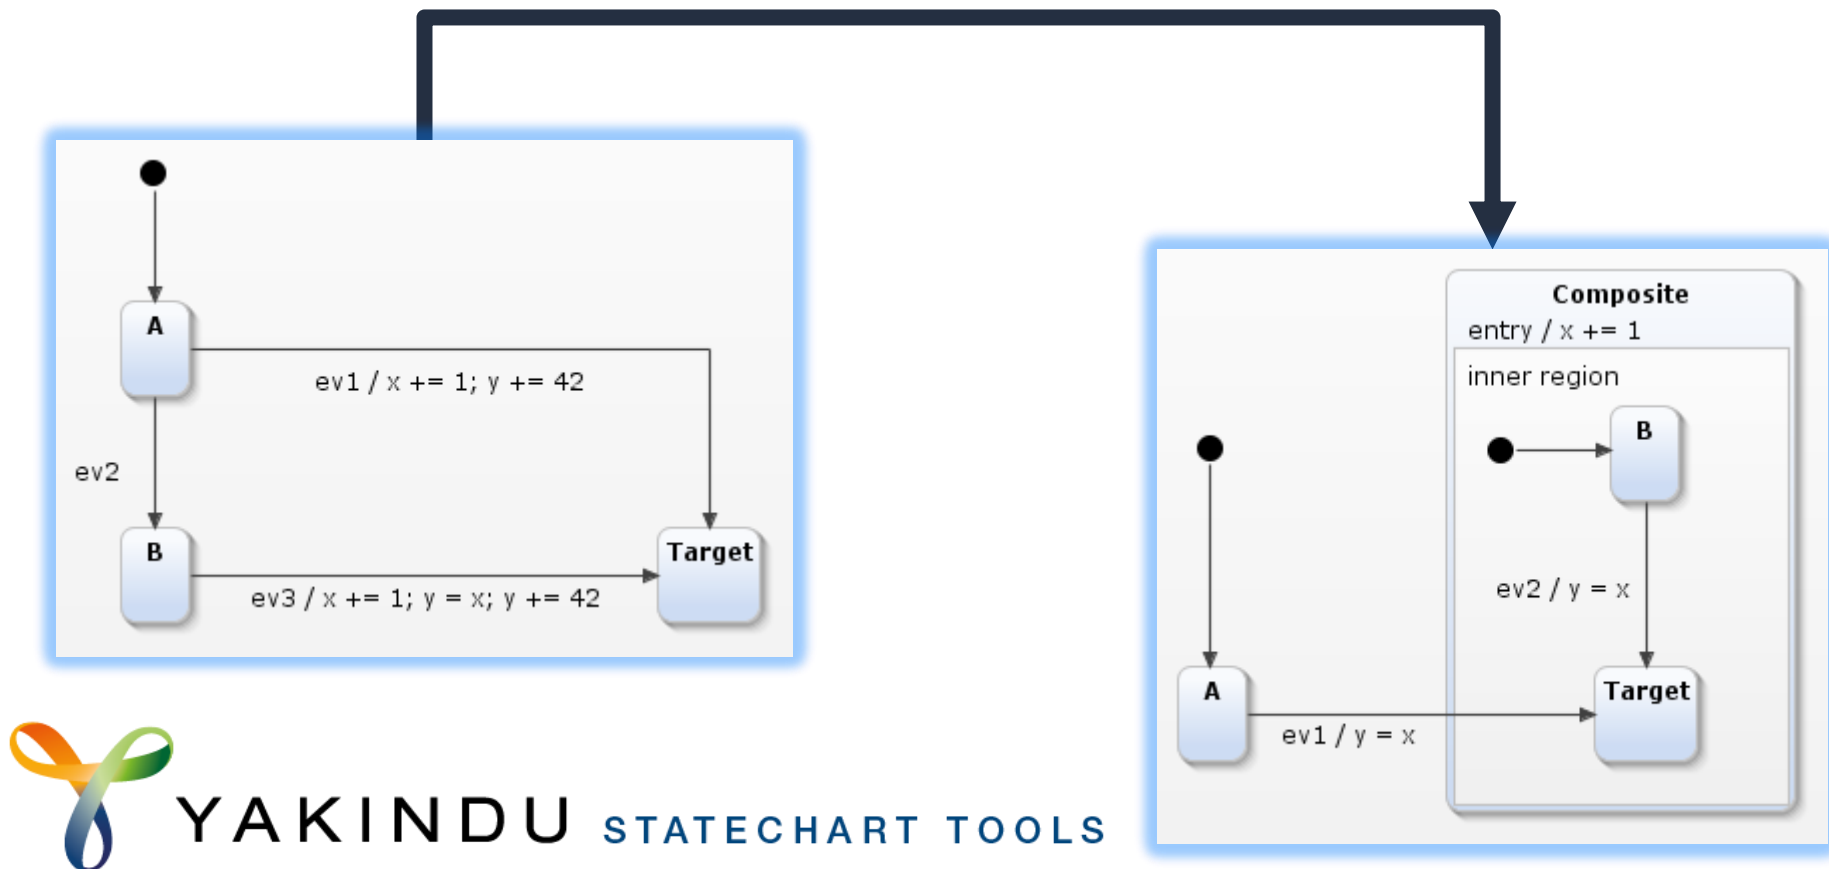 A
ev1 / x += 1; y += 42
ev2
B
Target
ev3 / x += 1; y = x; y += 42
Composite
entry / x += 1
inner region
B
ev2 / y = x
A
Target
ev1 / y = x
YAKINDU STATECHART TOOLS